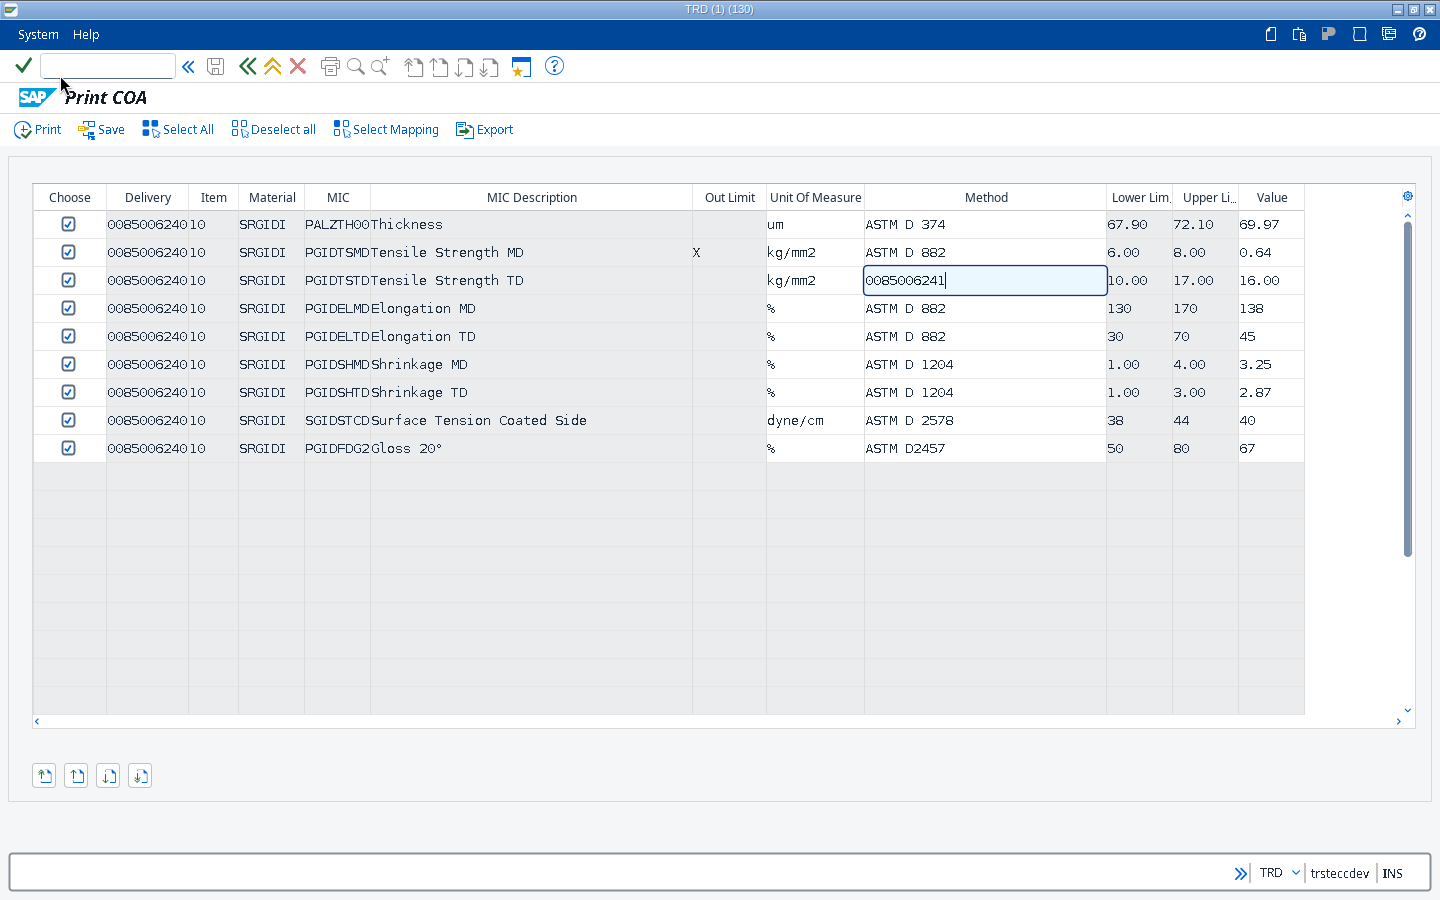 TRD (1) (130)
System Help
SAP Print COA
Print Save Select All Deselect all Select Mapping Export
Choose Delivery Item Material MIC MIC Description Out Limit Unit Of Measure Method Lower Lim. Upper Li... Value
0085006240 10 SRGIDI PALZTH00 Thickness um ASTM D 374 67.90 72.10 69.97
0085006240 10 SRGIDI PGIDTSMD Tensile Strength MD X kg/mm2 ASTM D 882 6.00 8.00 0.64
0085006240 10 SRGIDI PGIDTSTD Tensile Strength TD kg/mm2 0085006241 10.00 17.00 16.00
0085006240 10 SRGIDI PGIDELMD Elongation MD % ASTM D 882 130 170 138
0085006240 10 SRGIDI PGIDELTD Elongation TD % ASTM D 882 30 70 45
0085006240 10 SRGIDI PGIDSHMD Shrinkage MD % ASTM D 1204 1.00 4.00 3.25
0085006240 10 SRGIDI PGIDSHTD Shrinkage TD % ASTM D 1204 1.00 3.00 2.87
0085006240 10 SRGIDI SGIDSTCD Surface Tension Coated Side dyne/cm ASTM D 2578 38 44 40
0085006240 10 SRGIDI PGIDFDG2 Gloss 20° % ASTM D2457 50 80 67
TRD trsteccdev INS